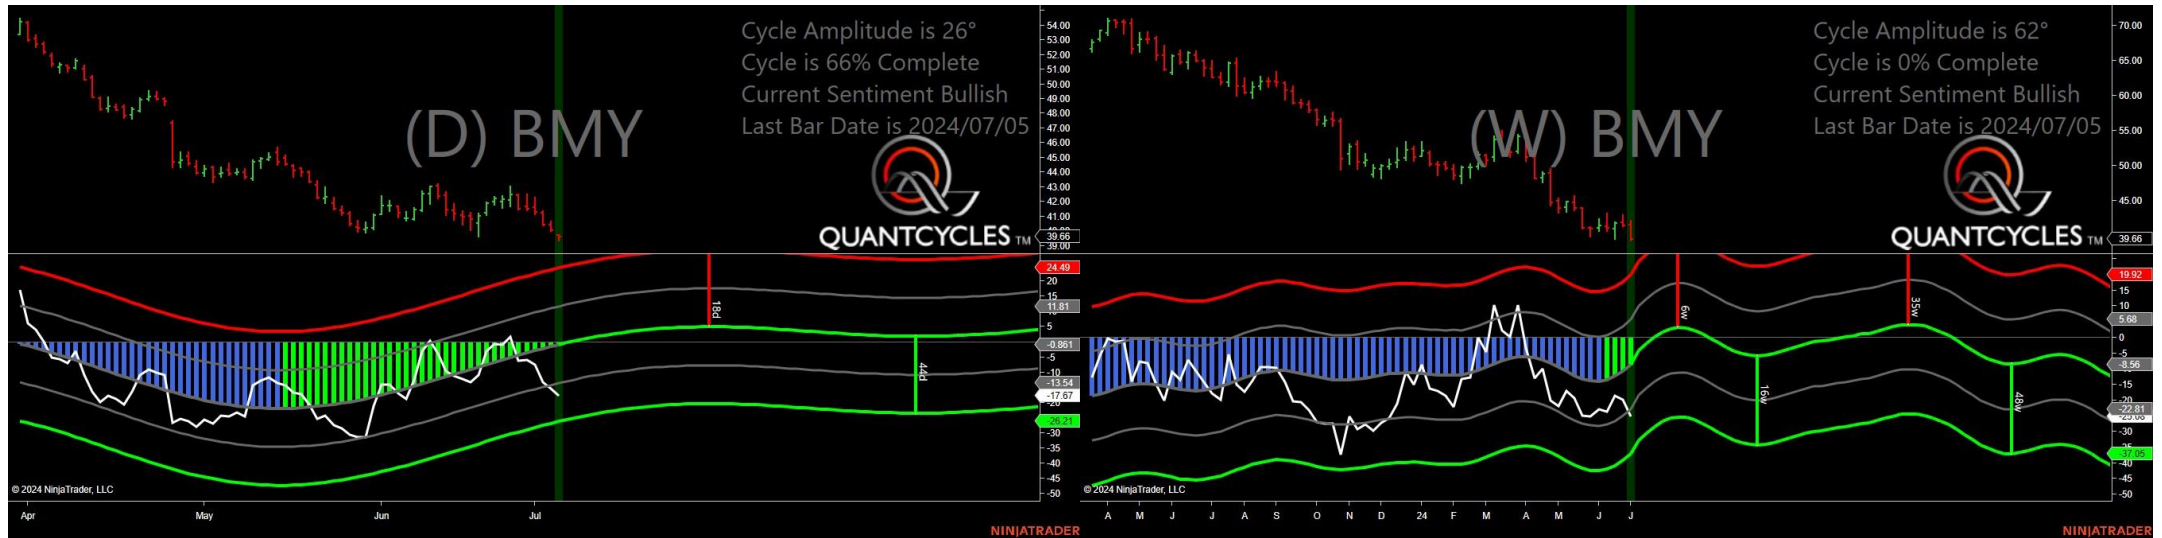 Cycle Amplitude is 26°
Cycle is 66% Complete
Current Sentiment Bullish
Last Bar Date is 2024/07/05
(D) BMY
QUANTCYCLES TM
54.00
53.00
52.00
51.00
50.00
49.00
48.00
47.00
46.00
45.00
44.00
43.00
42.00
41.00
39.66
39.00
24.49
20
15
11.81
10
5
-0.861
-5
-10
-13.54
-17.67
-20
-26.21
-30
-35
-40
-45
-50
18d
44d
© 2024 NinjaTrader, LLC
Apr
May
Jun
Jul
NINJATRADER
Cycle Amplitude is 62°
Cycle is 0% Complete
Current Sentiment Bullish
Last Bar Date is 2024/07/05
(W) BMY
QUANTCYCLES TM
70.00
65.00
60.00
55.00
50.00
45.00
39.66
19.92
15
10
5.68
0
-5
-8.56
-15
-22.81
-30
-37.05
-40
-45
-50
6w
16w
35w
48w
© 2024 NinjaTrader, LLC
A M J J A S O N D 24 F M A M J J
NINJATRADER